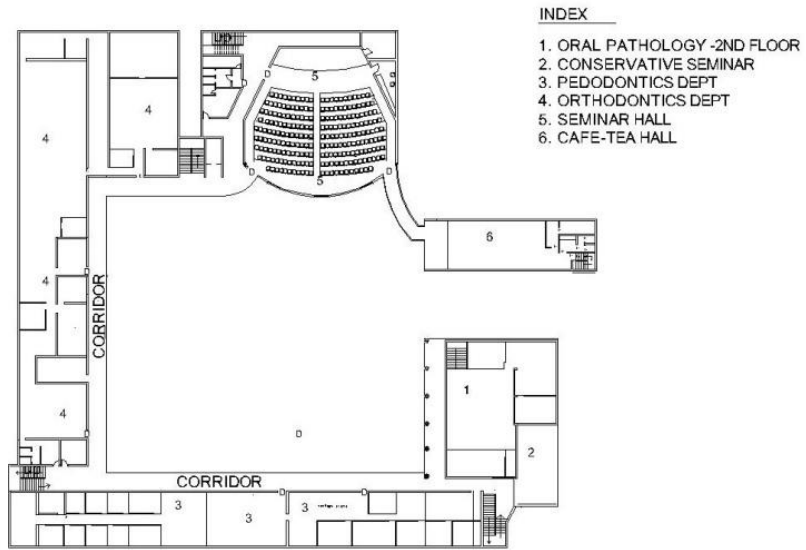 INDEX
1. ORAL PATHOLOGY -2ND FLOOR
2. CONSERVATIVE SEMINAR
3. PEDODONTICS DEPT
4. ORTHODONTICS DEPT
5. SEMINAR HALL
6. CAFE-TEA HALL
5
4
4
5
6
4
CORRIDOR
1
4
D
2
CORRIDOR
3
3
3